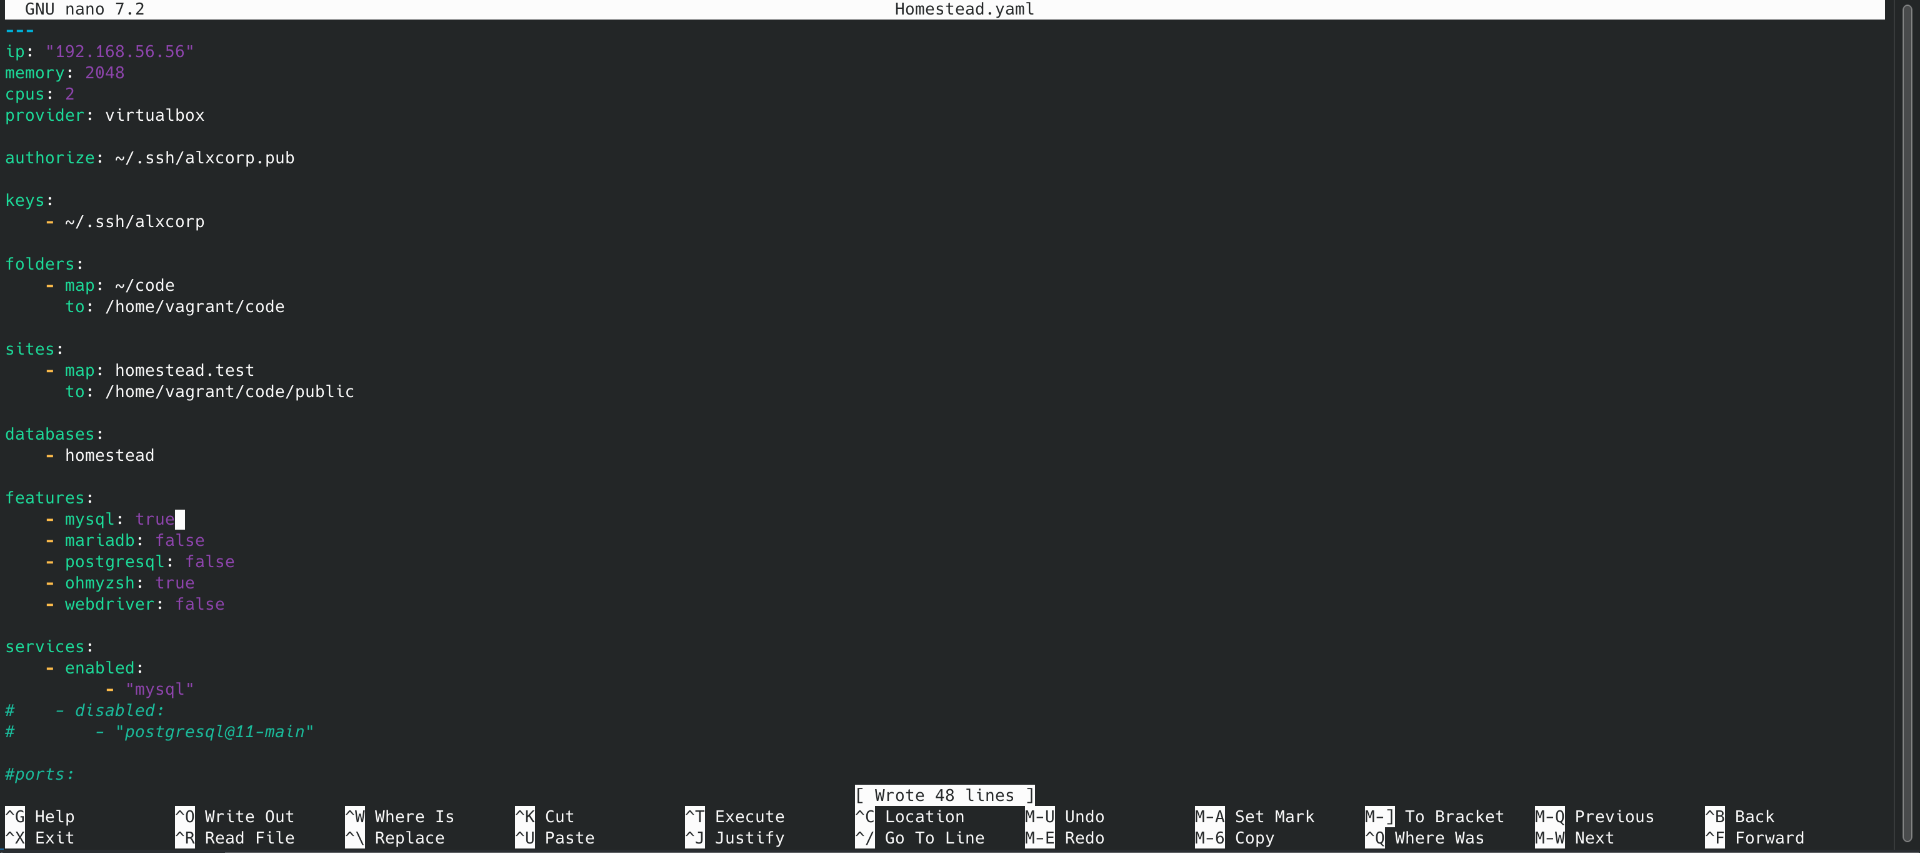 GNU nano 7.2 Homestead.yaml
---
ip: "192.168.56.56"
memory: 2048
cpus: 2
provider: virtualbox
authorize: ~/.ssh/alxcorp.pub
keys:
    - ~/.ssh/alxcorp
folders:
    - map: ~/code
      to: /home/vagrant/code
sites:
    - map: homestead.test
      to: /home/vagrant/code/public
databases:
    - homestead
features:
    - mysql: true
    - mariadb: false
    - postgresql: false
    - ohmyzsh: true
    - webdriver: false
services:
    - enabled:
          - "mysql"
#    - disabled:
#        - "postgresql@11-main"
#ports:
[ Wrote 48 lines ]
^G Help ^O Write Out ^W Where Is ^K Cut ^T Execute ^C Location M-U Undo M-A Set Mark M-] To Bracket M-Q Previous ^B Back
^X Exit ^R Read File ^\ Replace ^U Paste ^J Justify ^/ Go To Line M-E Redo M-6 Copy ^Q Where Was M-W Next ^F Forward